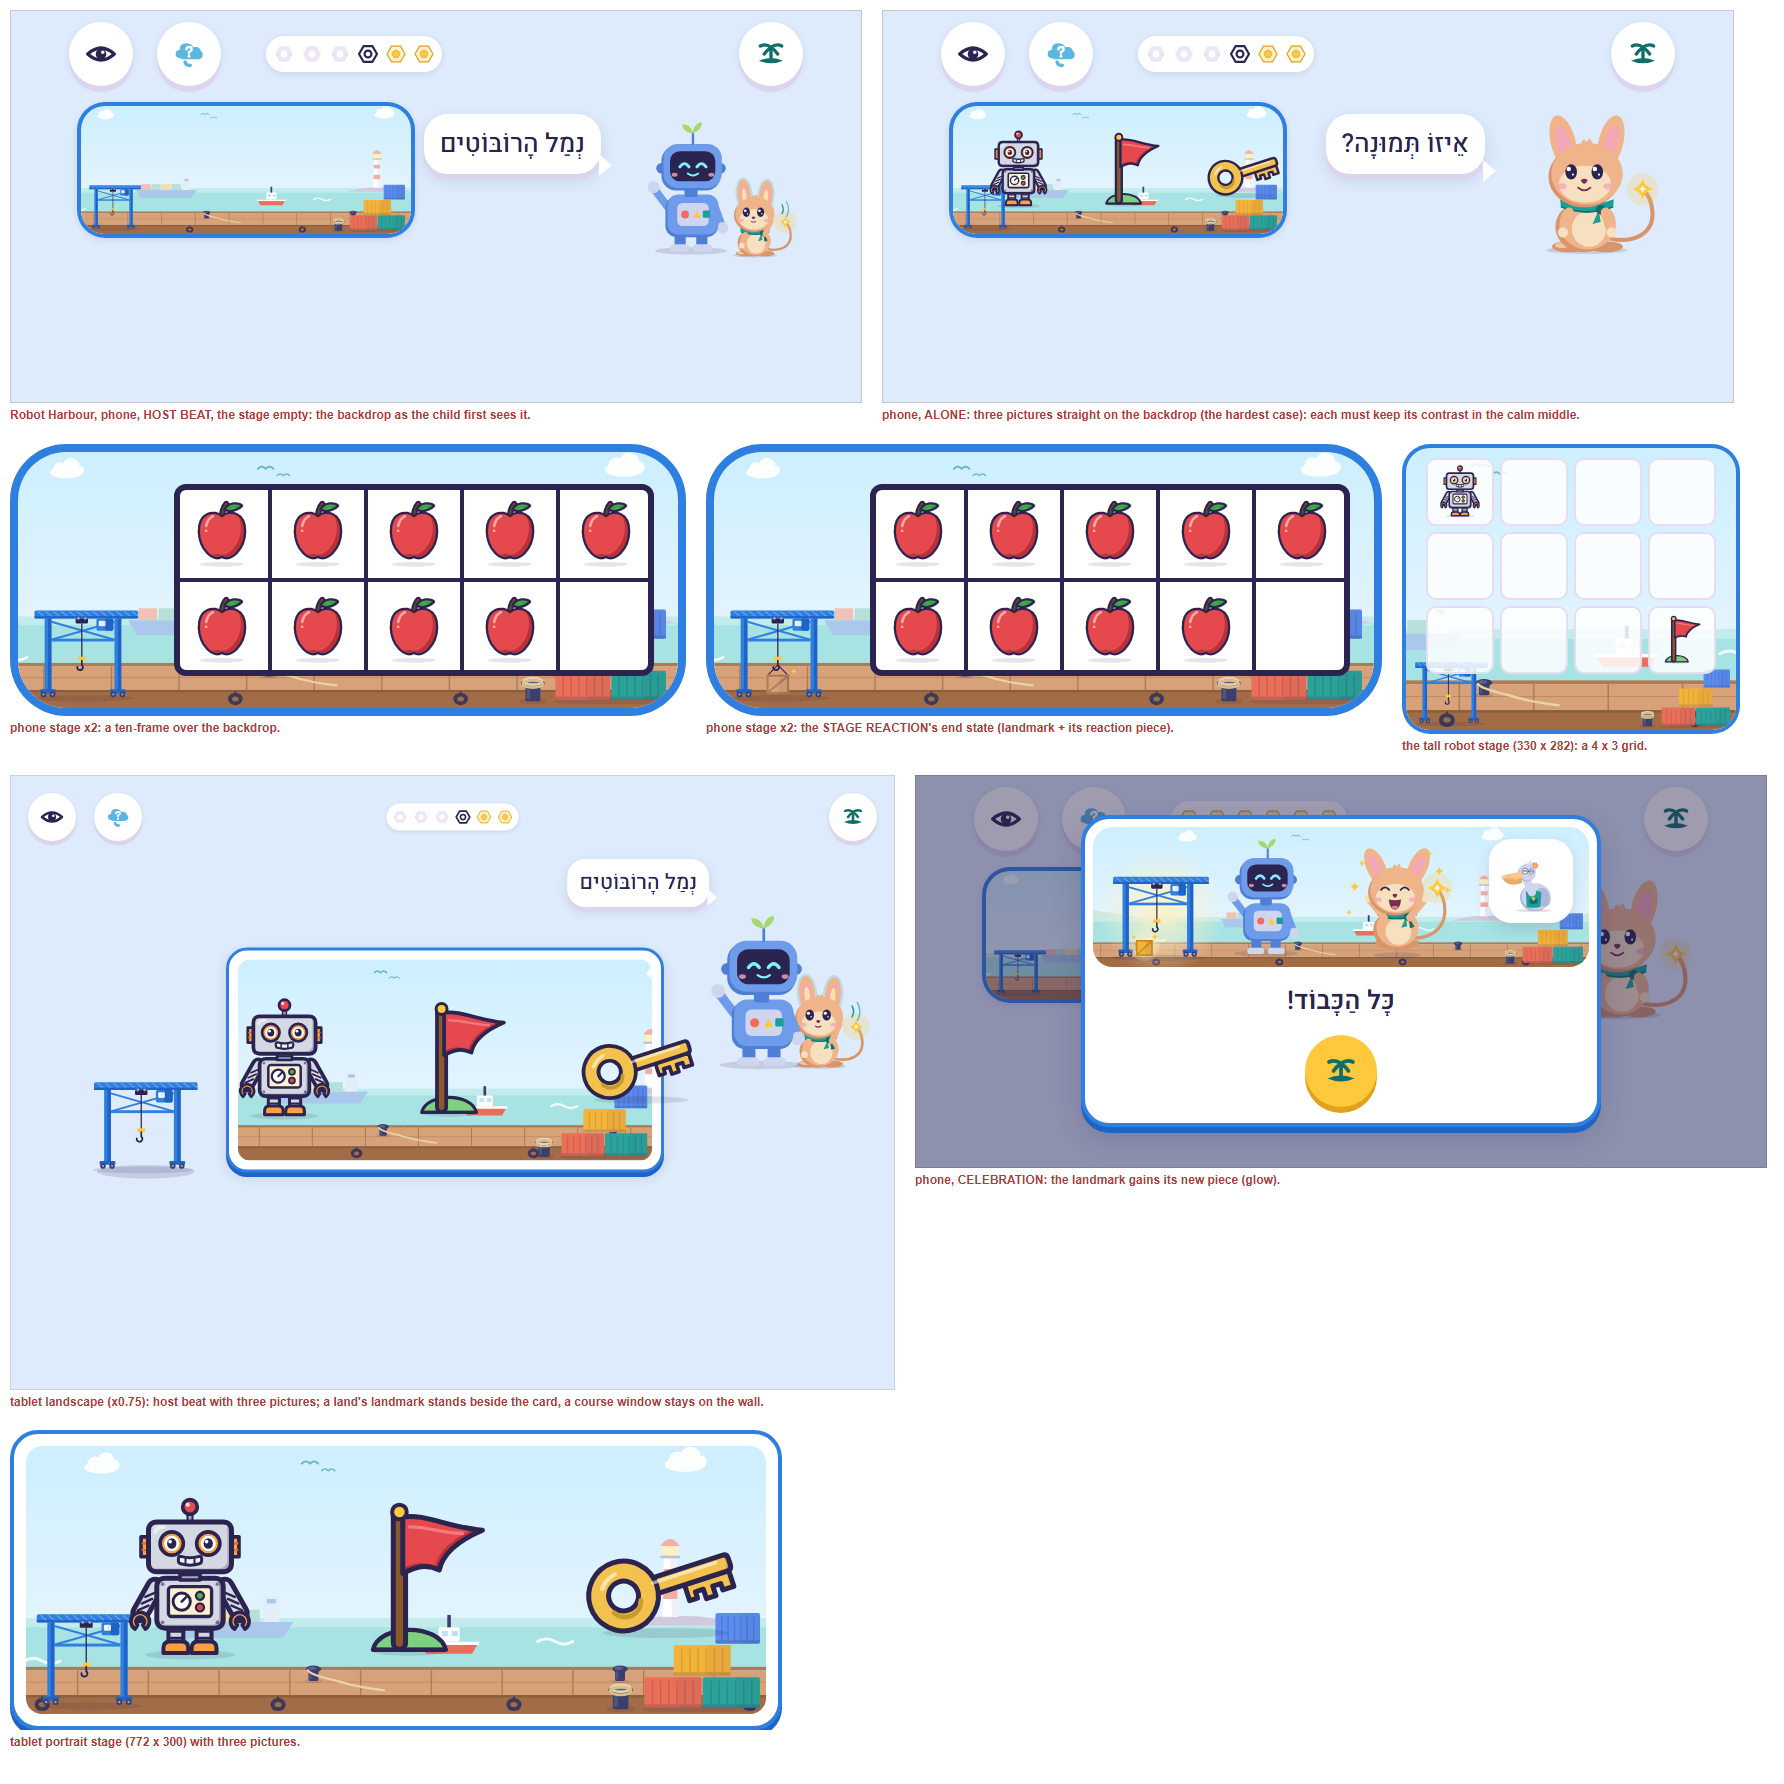 נְמַל הָרוֹבּוֹטִים
אֵיזוֹ תְּמוּנָה?
Robot Harbour, phone, HOST BEAT, the stage empty: the backdrop as the child first sees it.
phone, ALONE: three pictures straight on the backdrop (the hardest case): each must keep its contrast in the calm middle.
phone stage x2: a ten-frame over the backdrop.
phone stage x2: the STAGE REACTION's end state (landmark + its reaction piece).
the tall robot stage (330 x 282): a 4 x 3 grid.
נְמַל הָרוֹבּוֹטִים
כָּל הַכָּבוֹד!
phone, CELEBRATION: the landmark gains its new piece (glow).
tablet landscape (x0.75): host beat with three pictures; a land's landmark stands beside the card, a course window stays on the wall.
tablet portrait stage (772 x 300) with three pictures.